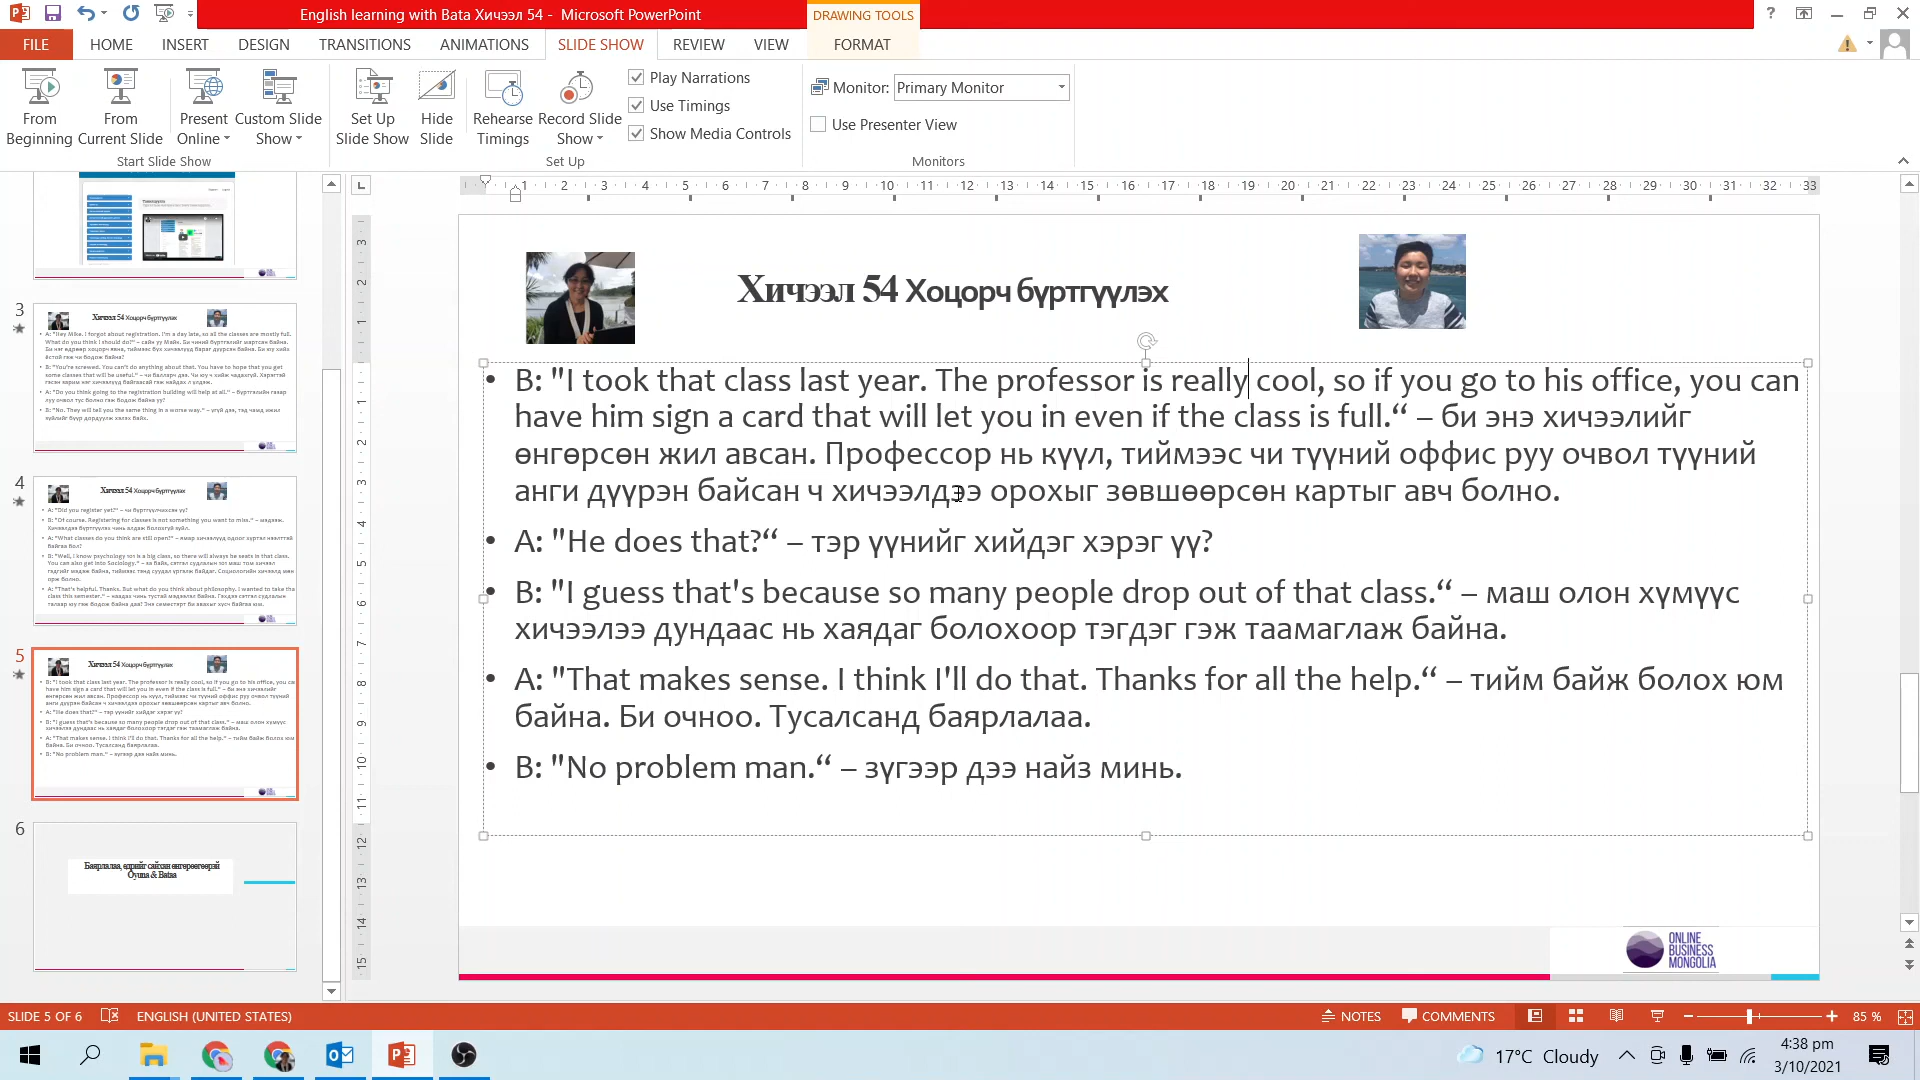 English learning with Bata Хичээл 54 - Microsoft PowerPoint
DRAWING TOOLS
FILE HOME INSERT DESIGN TRANSITIONS ANIMATIONS SLIDE SHOW REVIEW VIEW FORMAT
From Beginning
From Current Slide
Present Online
Custom Slide Show
Set Up Slide Show
Hide Slide
Rehearse Timings
Record Slide Show
Play Narrations
Use Timings
Show Media Controls
Monitor: Primary Monitor
Use Presenter View
Start Slide Show
Set Up
Monitors
3
4
5
6
Хичээл 54 Хоцорч бүртгүүлэх
• B: "I took that class last year. The professor is really cool, so if you go to his office, you can
have him sign a card that will let you in even if the class is full.“ – би энэ хичээлийг
өнгөрсөн жил авсан. Профессор нь күүл, тиймээс чи түүний оффис руу очвол түүний
анги дүүрэн байсан ч хичээлдээ орохыг зөвшөөрсөн картыг авч болно.
• A: "He does that?“ – тэр үүнийг хийдэг хэрэг үү?
• B: "I guess that's because so many people drop out of that class.“ – маш олон хүмүүс
хичээлээ дундаас нь хаядаг болохоор тэгдэг гэж таамаглаж байна.
• A: "That makes sense. I think I'll do that. Thanks for all the help.“ – тийм байж болох юм
байна. Би очноо. Тусалсанд баярлалаа.
• B: "No problem man.“ – зүгээр дээ найз минь.
ONLINE
BUSINESS
MONGOLIA
SLIDE 5 OF 6 ENGLISH (UNITED STATES) NOTES COMMENTS 85 %
17°C Cloudy
4:38 pm
3/10/2021